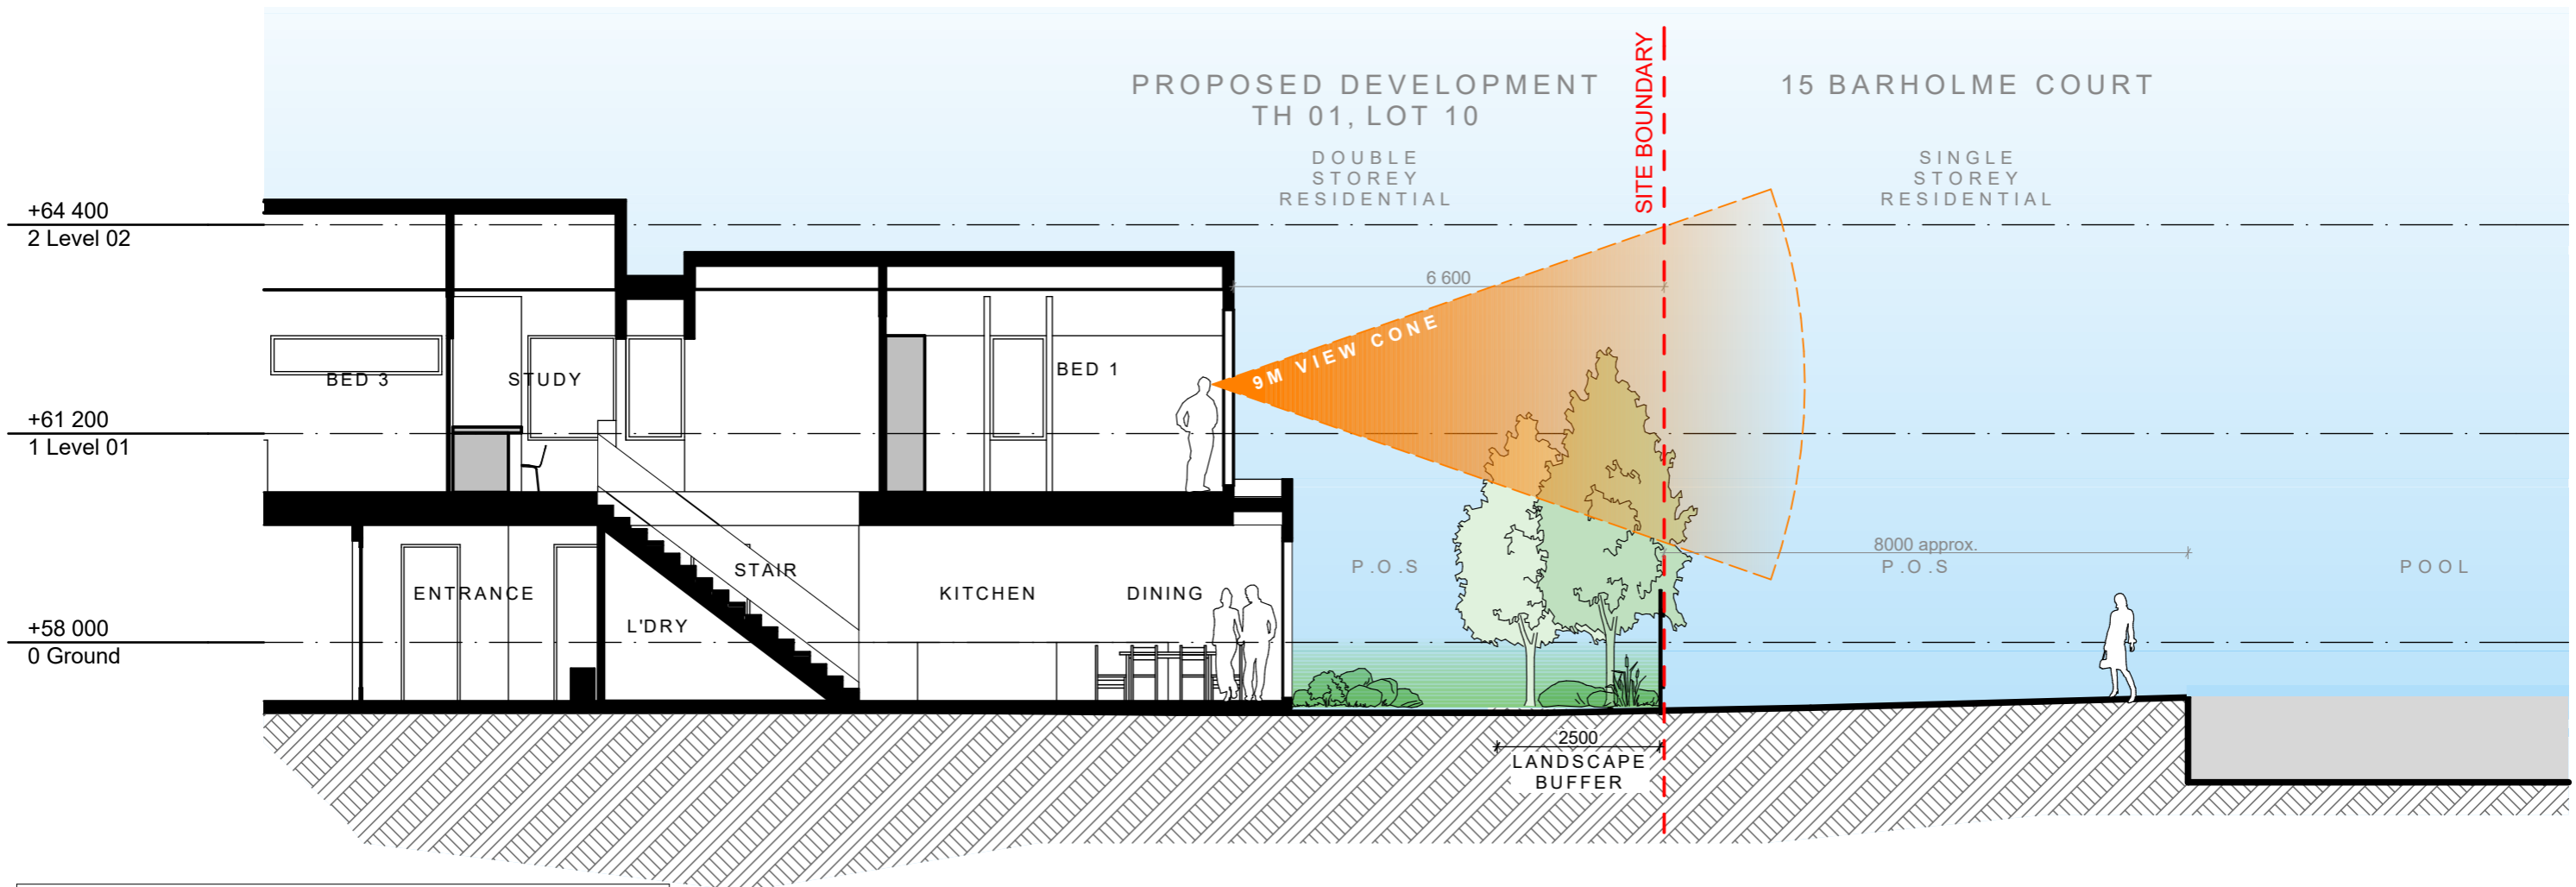 PROPOSED DEVELOPMENT
TH 01, LOT 10
DOUBLE
STOREY
RESIDENTIAL
SITE BOUNDARY
15 BARHOLME COURT
SINGLE
STOREY
RESIDENTIAL
+64 400
2 Level 02
6 600
9M VIEW CONE
BED 3
STUDY
BED 1
+61 200
1 Level 01
8000 approx.
P.O.S
P.O.S
POOL
STAIR
ENTRANCE
KITCHEN
DINING
L'DRY
+58 000
0 Ground
2500
LANDSCAPE
BUFFER